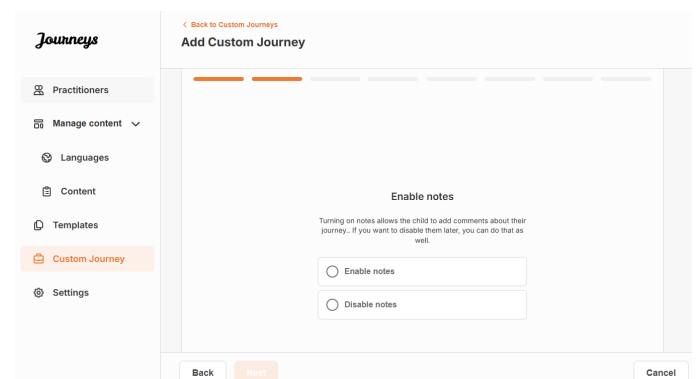 Journeys
Back to Custom Journeys
Add Custom Journey
Practitioners
Manage content
Languages
Content
Templates
Custom Journey
Settings
Enable notes
Turning on notes allows the child to add comments about their
journey.. If you want to disable them later, you can do that as
well.
Enable notes
Disable notes
Back
Next
Cancel